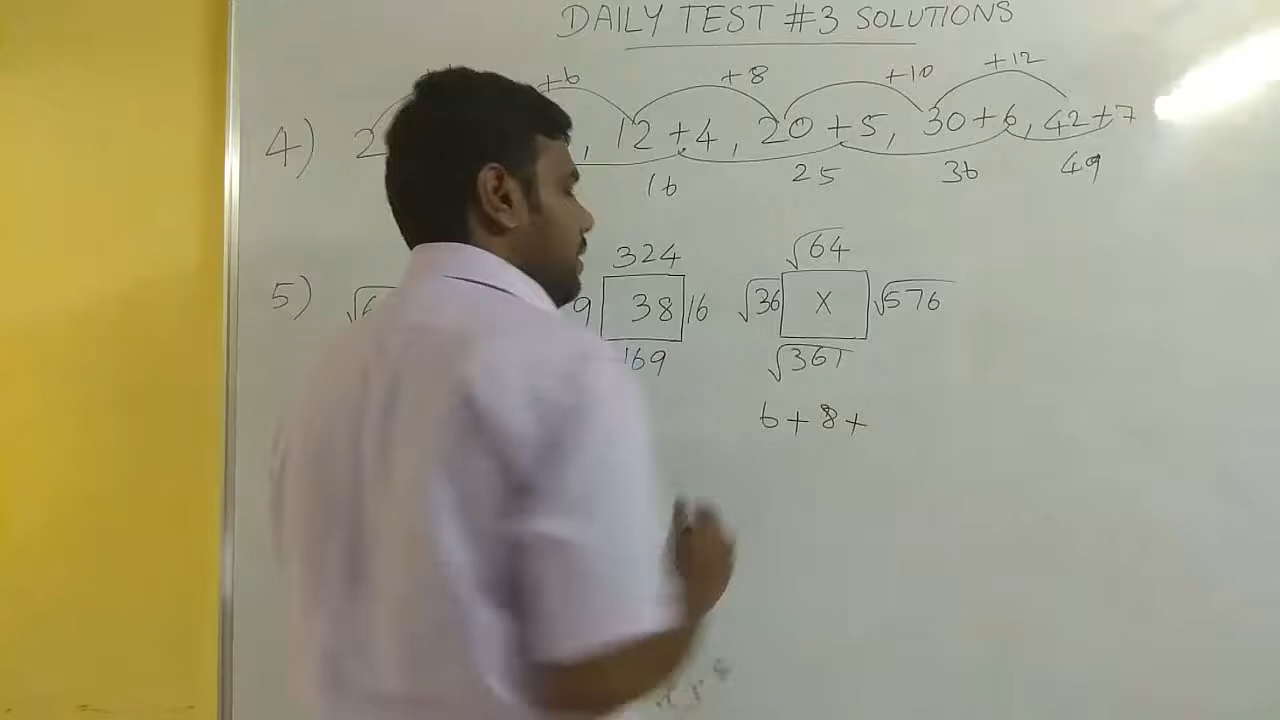 DAILY TEST #3 SOLUTIONS
+6 +8 +10 +12
4) 2 , 12+4, 20+5, 30+6, 42+7
16 25 36 49
324 √64
5) 9 38 16 √36 X √576
169 √361
6+8+